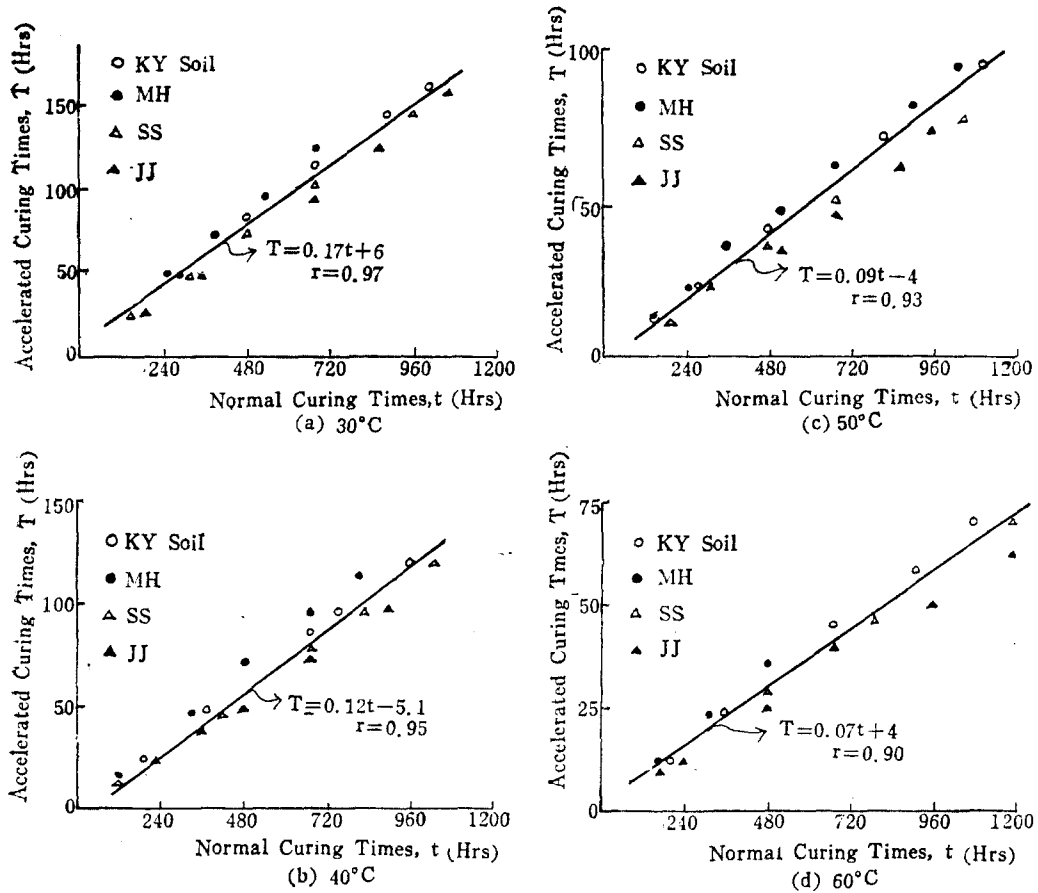 Accelerated Curing Times, T (Hrs)
150
100
50
0
O KY Soil
● MH
△ SS
▲ JJ
T=0.17t+6
r=0.97
240 480 720 960 1200
Normal Curing Times,t (Hrs)
(a) 30°C
Accelerated Curing Times, T (Hrs)
100
50
0
O KY Soil
● MH
△ SS
▲ JJ
T=0.09t-4
r=0.93
240 480 720 960 1200
Normal Curing Times, t (Hrs)
(c) 50°C
Accelerated Curing Times, T (Hrs)
150
100
50
0
O KY Soil
● MH
△ SS
▲ JJ
T=0.12t-5.1
r=0.95
240 480 720 960 1200
Normal Curing Times, t (Hrs)
(b) 40°C
Accelerated Curing Tmes, T (Hrs)
75
50
25
0
O KY Soil
● MH
△ SS
▲ JJ
T=0.07t+4
r=0.90
240 480 720 960 1200
Normal Curing Times, t (Hrs)
(d) 60°C